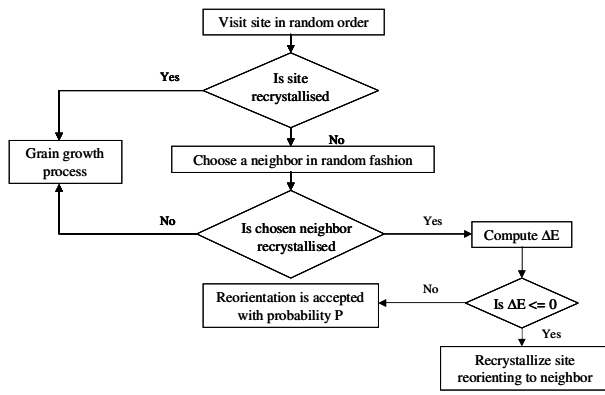 Visit site in random order
Yes
Is site
recrystallised
No
Grain growth
process
Choose a neighbor in random fashion
No
Is chosen neighbor
recrystallised
Yes
Compute ΔE
Reorientation is accepted
with probability P
No
Is ΔE <= 0
Yes
Recrystallize site
reorienting to neighbor